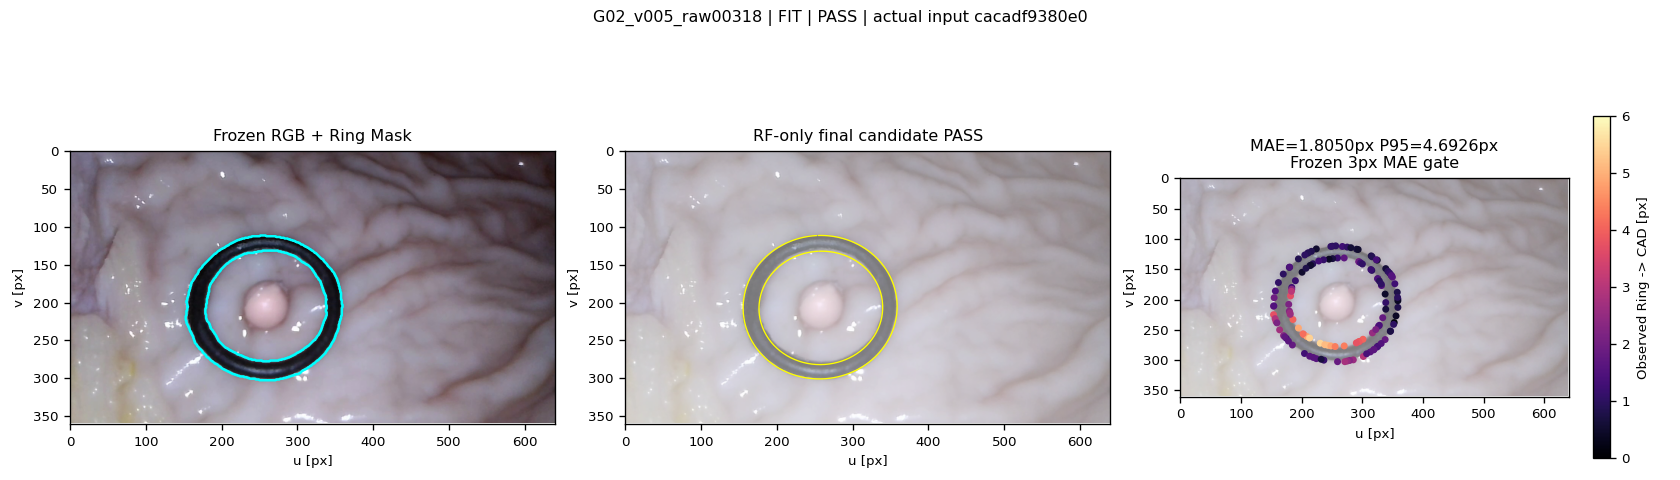 G02_v005_raw00318 | FIT | PASS | actual input cacadf9380e0
Frozen RGB + Ring Mask
0
50
100
150
200
250
300
350
v [px]
0 100 200 300 400 500 600
u [px]
RF-only final candidate PASS
0
50
100
150
200
250
300
350
v [px]
0 100 200 300 400 500 600
u [px]
MAE=1.8050px P95=4.6926px
Frozen 3px MAE gate
0
50
100
150
200
250
300
350
v [px]
0 100 200 300 400 500 600
u [px]
6
5
4
3
2
1
0
Observed Ring -> CAD [px]